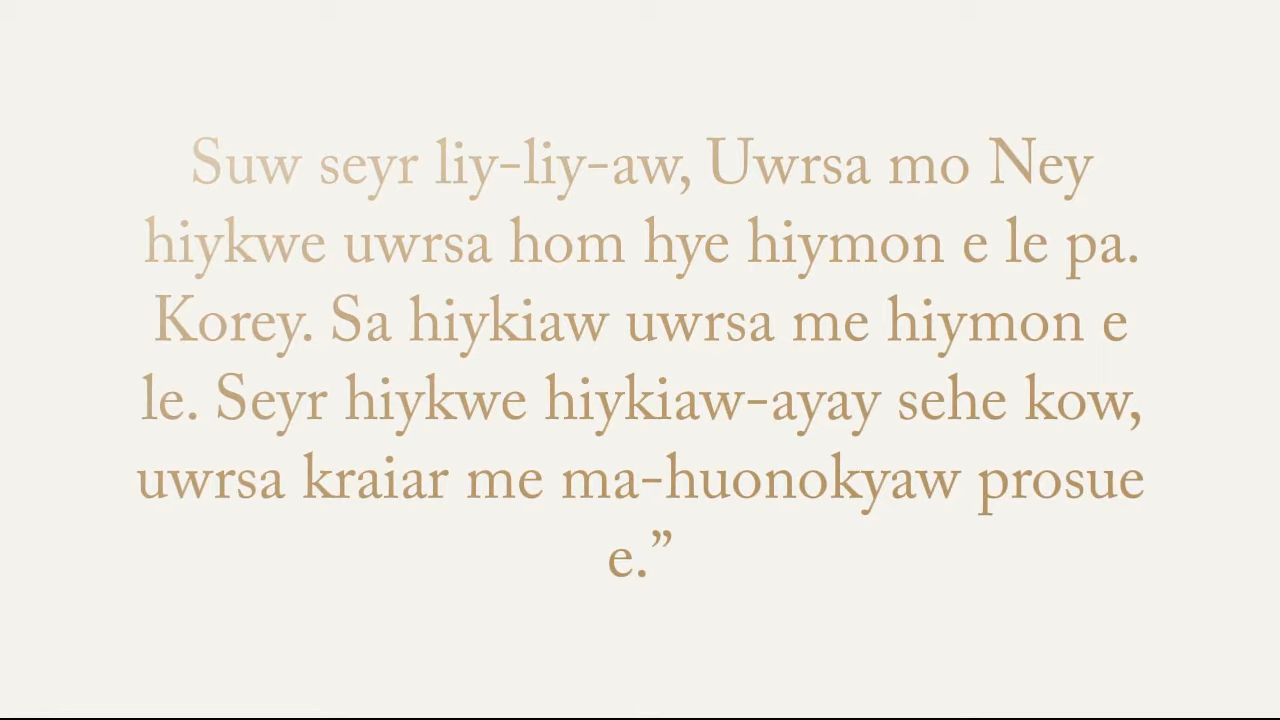 Suw seyr liy-liy-aw, Uwrsa mo Ney
hiykwe uwrsa hom hye hiymon e le pa.
Korey. Sa hiykiaw uwrsa me hiymon e
le. Seyr hiykwe hiykiaw-ayay sehe kow,
uwrsa kraiar me ma-huonokyaw prosue
e.”